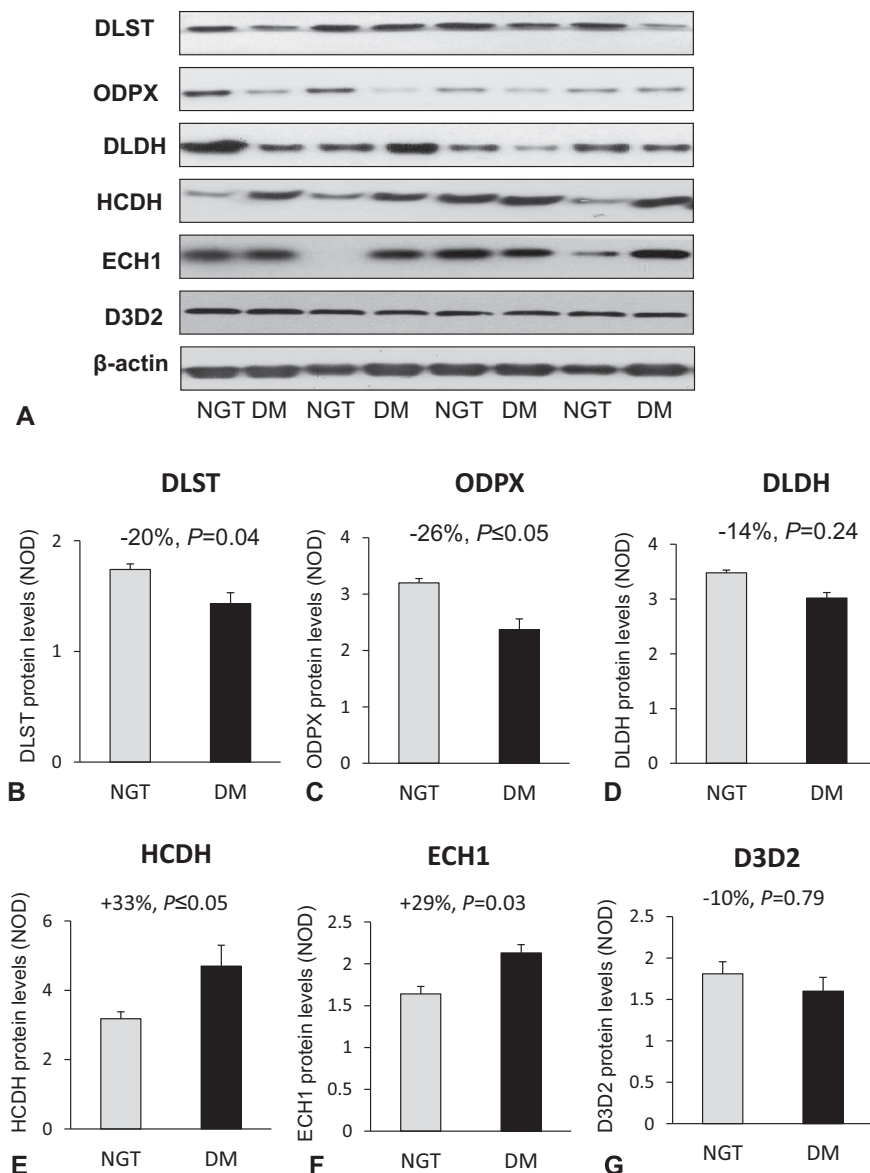 DLST
ODPX
DLDH
HCDH
ECH1
D3D2
β-actin
NGT DM NGT DM NGT DM NGT DM
A
DLST
-20%, P=0.04
DLST protein levels (NOD)
2
1
0
NGT DM
B
ODPX
-26%, P≤0.05
ODPX protein levels (NOD)
4
3
2
1
0
NGT DM
C
DLDH
-14%, P=0.24
DLDH protein levels (NOD)
4
3
2
1
0
NGT DM
D
HCDH
+33%, P≤0.05
HCDH protein levels (NOD)
6
4
2
0
NGT DM
E
ECH1
+29%, P=0.03
ECH1 protein levels (NOD)
2.5
2
1.5
1
0.5
0
NGT DM
F
D3D2
-10%, P=0.79
D3D2 protein levels (NOD)
2.5
2
1.5
1
0.5
0
NGT DM
G